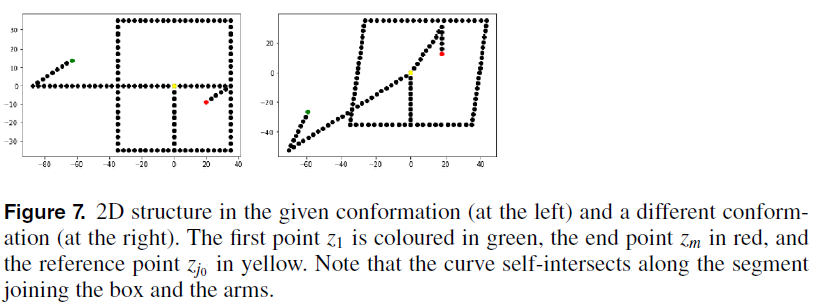 30
20
10
0
−10
−20
−30
−80 −60 −40 −20 0 20 40
20
0
−20
−40
−60 −40 −20 0 20 40
Figure 7. 2D structure in the given conformation (at the left) and a different conform-
ation (at the right). The first point z₁ is coloured in green, the end point zₘ in red, and
the reference point z_{j₀} in yellow. Note that the curve self-intersects along the segment
joining the box and the arms.